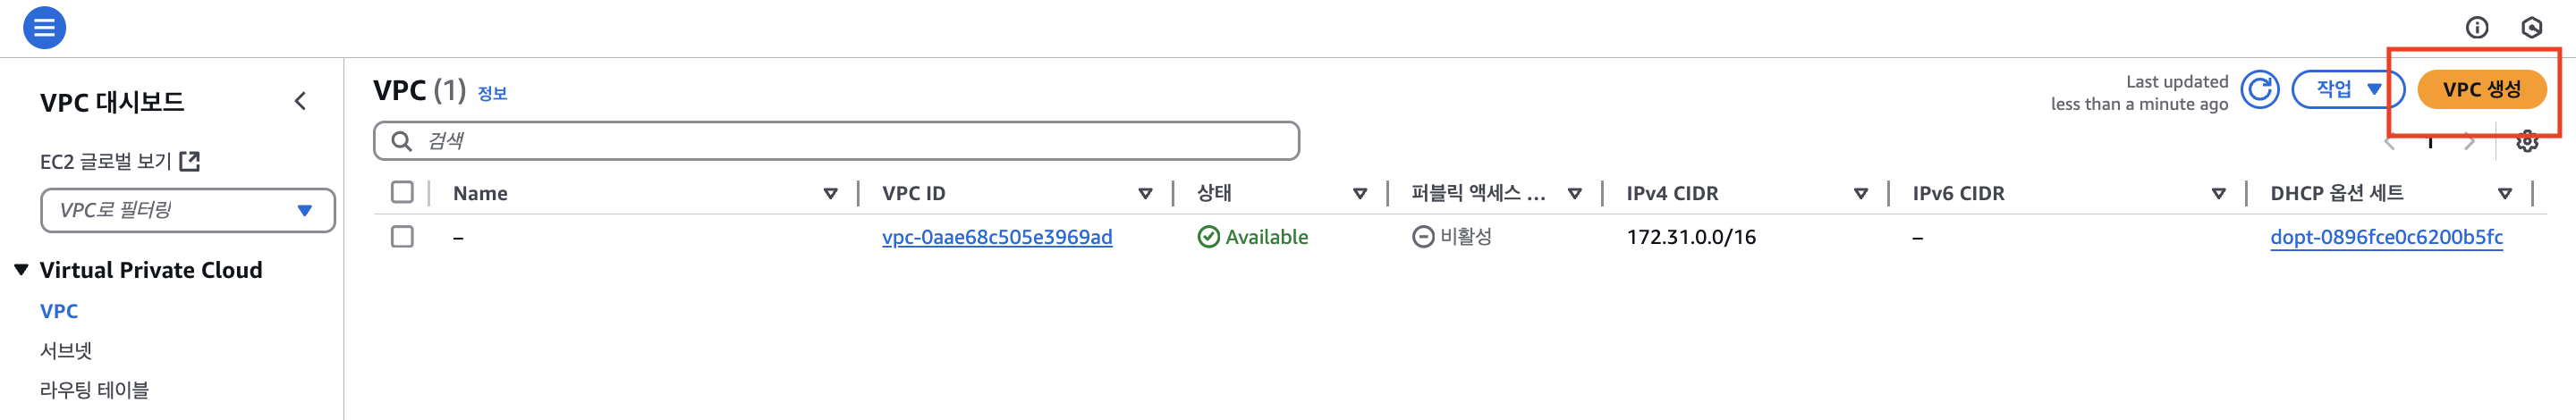 VPC 대시보드
EC2 글로벌 보기
VPC로 필터링
Virtual Private Cloud
VPC
서브넷
라우팅 테이블
VPC (1) 정보
Last updated
less than a minute ago
작업
VPC 생성
검색
1
Name VPC ID 상태 퍼블릭 액세스 ... IPv4 CIDR IPv6 CIDR DHCP 옵션 세트
– vpc-0aae68c505e3969ad Available 비활성 172.31.0.0/16 – dopt-0896fce0c6200b5fc